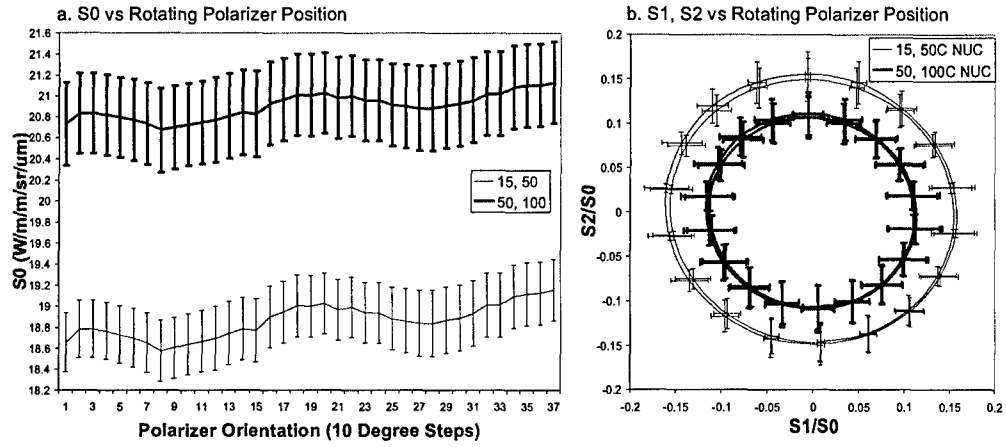 a. S0 vs Rotating Polarizer Position
21.6
21.4
21.2
21
20.8
20.6
20.4
20.2
20
19.8
19.6
19.4
19.2
19
18.8
18.6
18.4
18.2
S0 (W/m/m/sr/um)
15, 50
50, 100
1 3 5 7 9 11 13 15 17 19 21 23 25 27 29 31 33 35 37
Polarizer Orientation (10 Degree Steps)
b. S1, S2 vs Rotating Polarizer Position
0.2
0.15
0.1
0.05
0
-0.05
-0.1
-0.15
-0.2
S2/S0
15, 50C NUC
50, 100C NUC
-0.2 -0.15 -0.1 -0.05 0 0.05 0.1 0.15 0.2
S1/S0